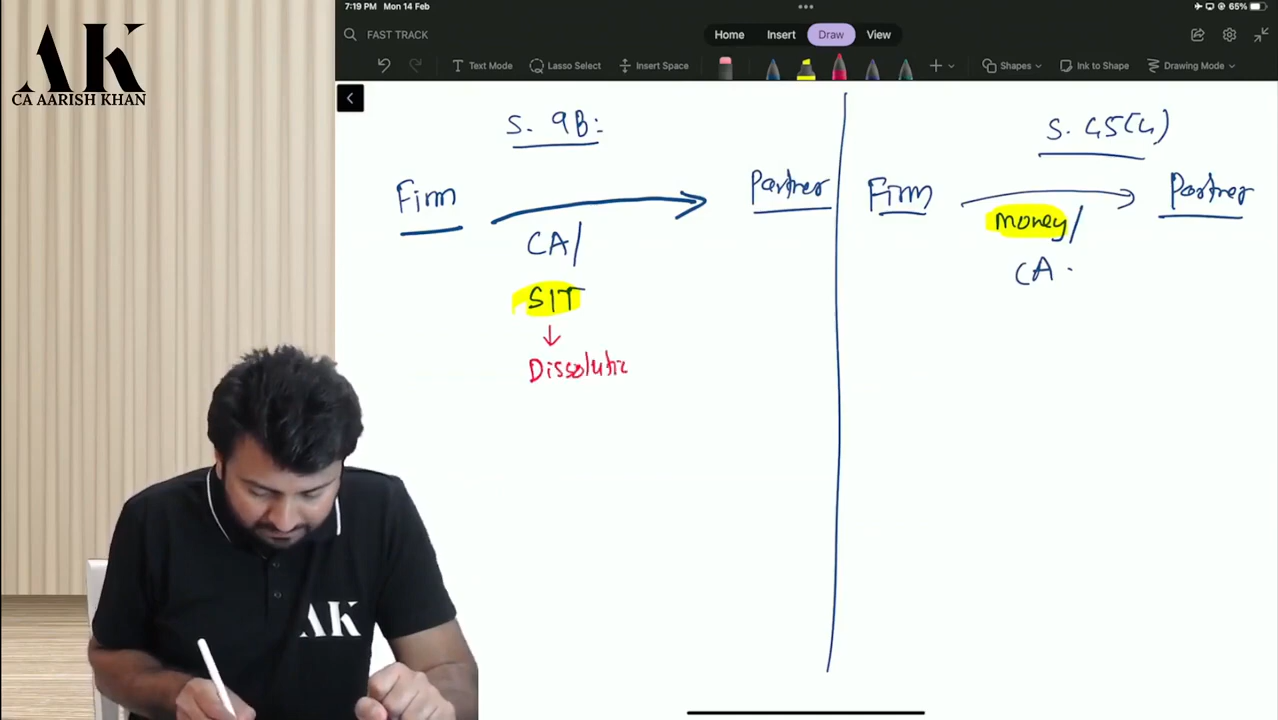 7:19 PM Mon 14 Feb
65%
AK
CA AARISH KHAN
FAST TRACK
Home Insert Draw View
Text Mode Lasso Select Insert Space Shapes Ink to Shape Drawing Mode
S. 9B:
Firm
Partner
CA/
SIT
Dissolutio
S. 45(4)
Firm
Partner
money/
CA.
AK